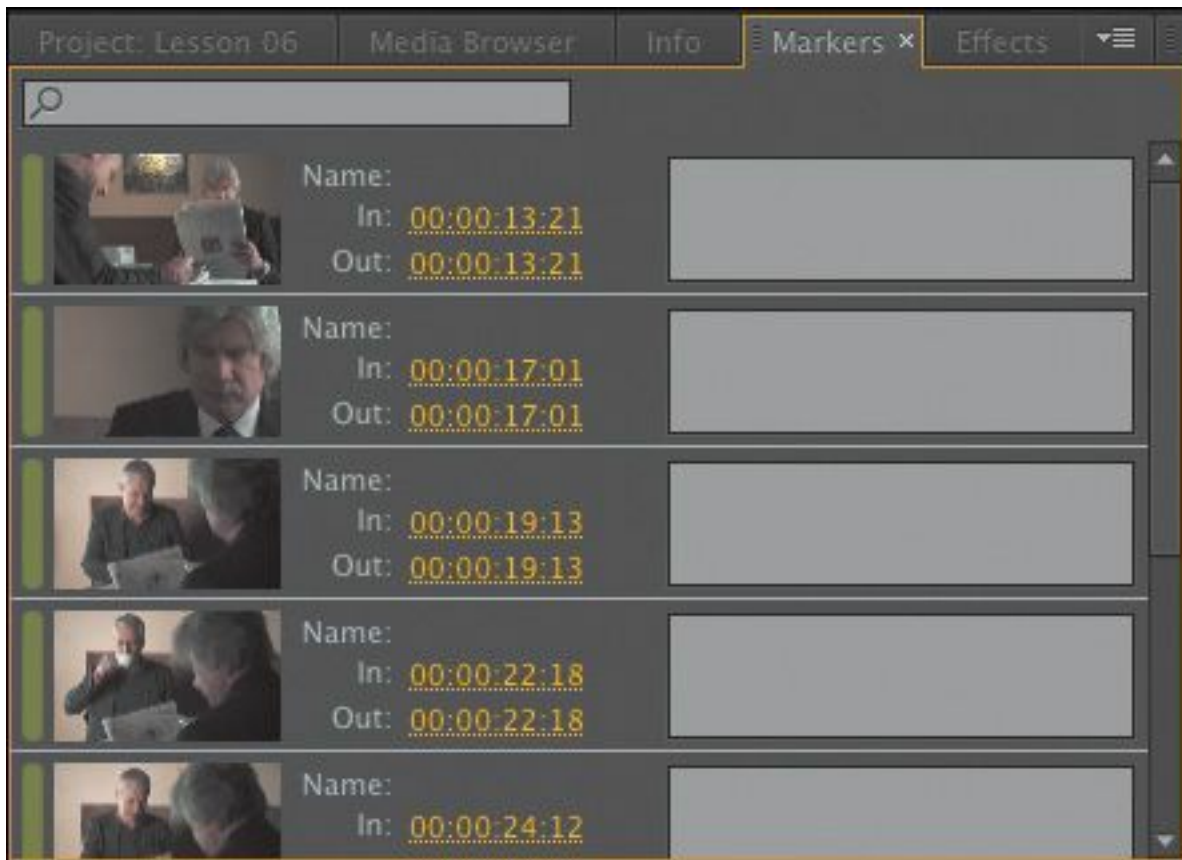 Project: Lesson 06 Media Browser Info Markers × Effects
Name:
In: 00:00:13:21
Out: 00:00:13:21
Name:
In: 00:00:17:01
Out: 00:00:17:01
Name:
In: 00:00:19:13
Out: 00:00:19:13
Name:
In: 00:00:22:18
Out: 00:00:22:18
Name:
In: 00:00:24:12